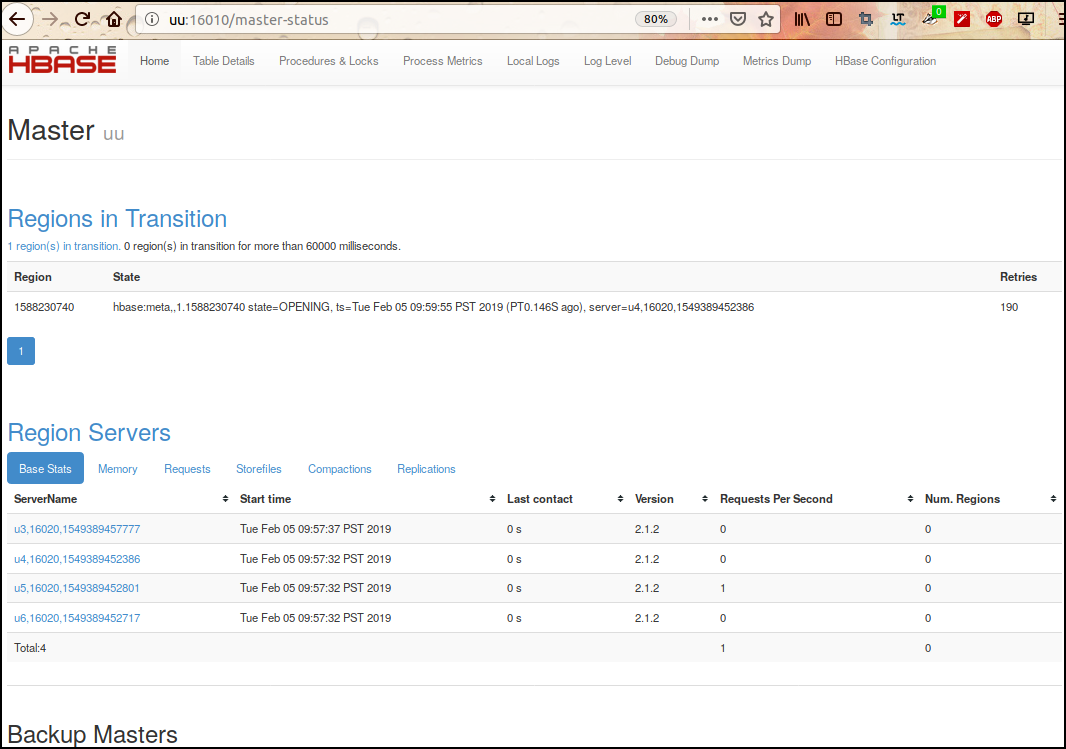 uu:16010/master-status 80% 0 ABP
APACHE HBASE Home Table Details Procedures & Locks Process Metrics Local Logs Log Level Debug Dump Metrics Dump HBase Configuration
Master uu
Regions in Transition
1 region(s) in transition. 0 region(s) in transition for more than 60000 milliseconds.
Region State Retries
1588230740 hbase:meta,,1.1588230740 state=OPENING, ts=Tue Feb 05 09:59:55 PST 2019 (PT0.146S ago), server=u4,16020,1549389452386 190
1
Region Servers
Base Stats Memory Requests Storefiles Compactions Replications
ServerName Start time Last contact Version Requests Per Second Num. Regions
u3,16020,1549389457777 Tue Feb 05 09:57:37 PST 2019 0 s 2.1.2 0 0
u4,16020,1549389452386 Tue Feb 05 09:57:32 PST 2019 0 s 2.1.2 0 0
u5,16020,1549389452801 Tue Feb 05 09:57:32 PST 2019 0 s 2.1.2 1 0
u6,16020,1549389452717 Tue Feb 05 09:57:32 PST 2019 0 s 2.1.2 0 0
Total:4 1 0
Backup Masters